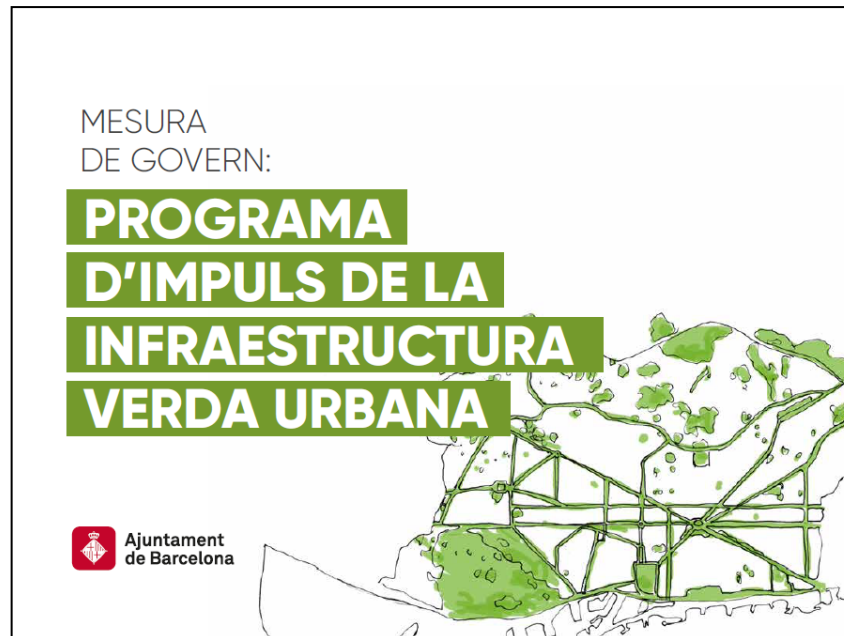 MESURA
DE GOVERN:
PROGRAMA
D'IMPULS DE LA
INFRAESTRUCTURA
VERDA URBANA
Ajuntament
de Barcelona